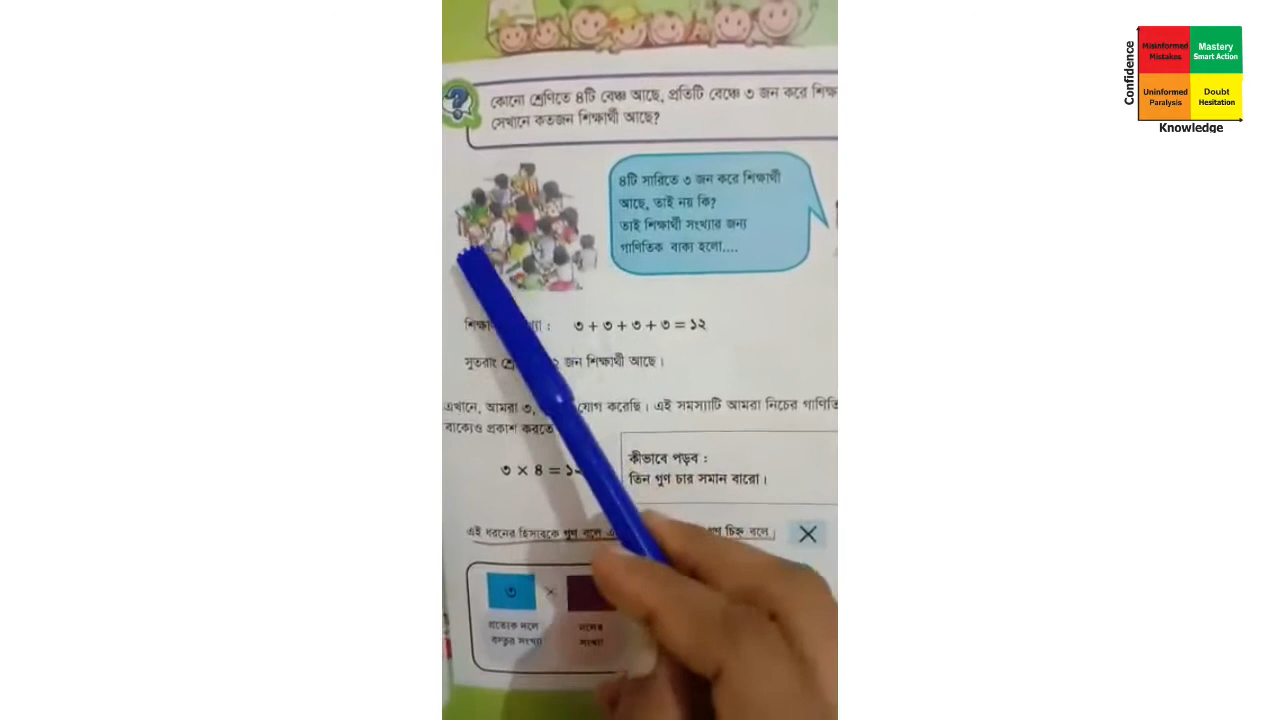 কোনো শ্রেণিতে ৪টি বেঞ্চ আছে, প্রতিটি বেঞ্চে ৩ জন করে
সেখানে কতজন শিক্ষার্থী আছে?
৪টি সারিতে ৩ জন করে শিক্ষার্থী
আছে, তাই নয় কি?
তাই শিক্ষার্থী সংখ্যার জন্য
গাণিতিক বাক্য হলো....
৩ + ৩ + ৩ + ৩ = ১২
সুতরাং জন শিক্ষার্থী আছে।
এখানে, আমরা ৩, যোগ করেছি। এই সমস্যাটি আমরা নিচের
বাক্যেও প্রকাশ করতে
কীভাবে পড়ব :
৩ × ৪ = ১২
তিন গুণ চার সমান বারো।
এই ধরনের হিসাবকে গুণ বলে গুণ চিহ্ন বলে।
×
৩ ×
প্রত্যেক দলে
বস্তুর সংখ্যা
দলের
সংখ্যা
Confidence
Misinformed
Mistakes
Mastery
Smart Action
Uninformed
Paralysis
Doubt
Hesitation
Knowledge